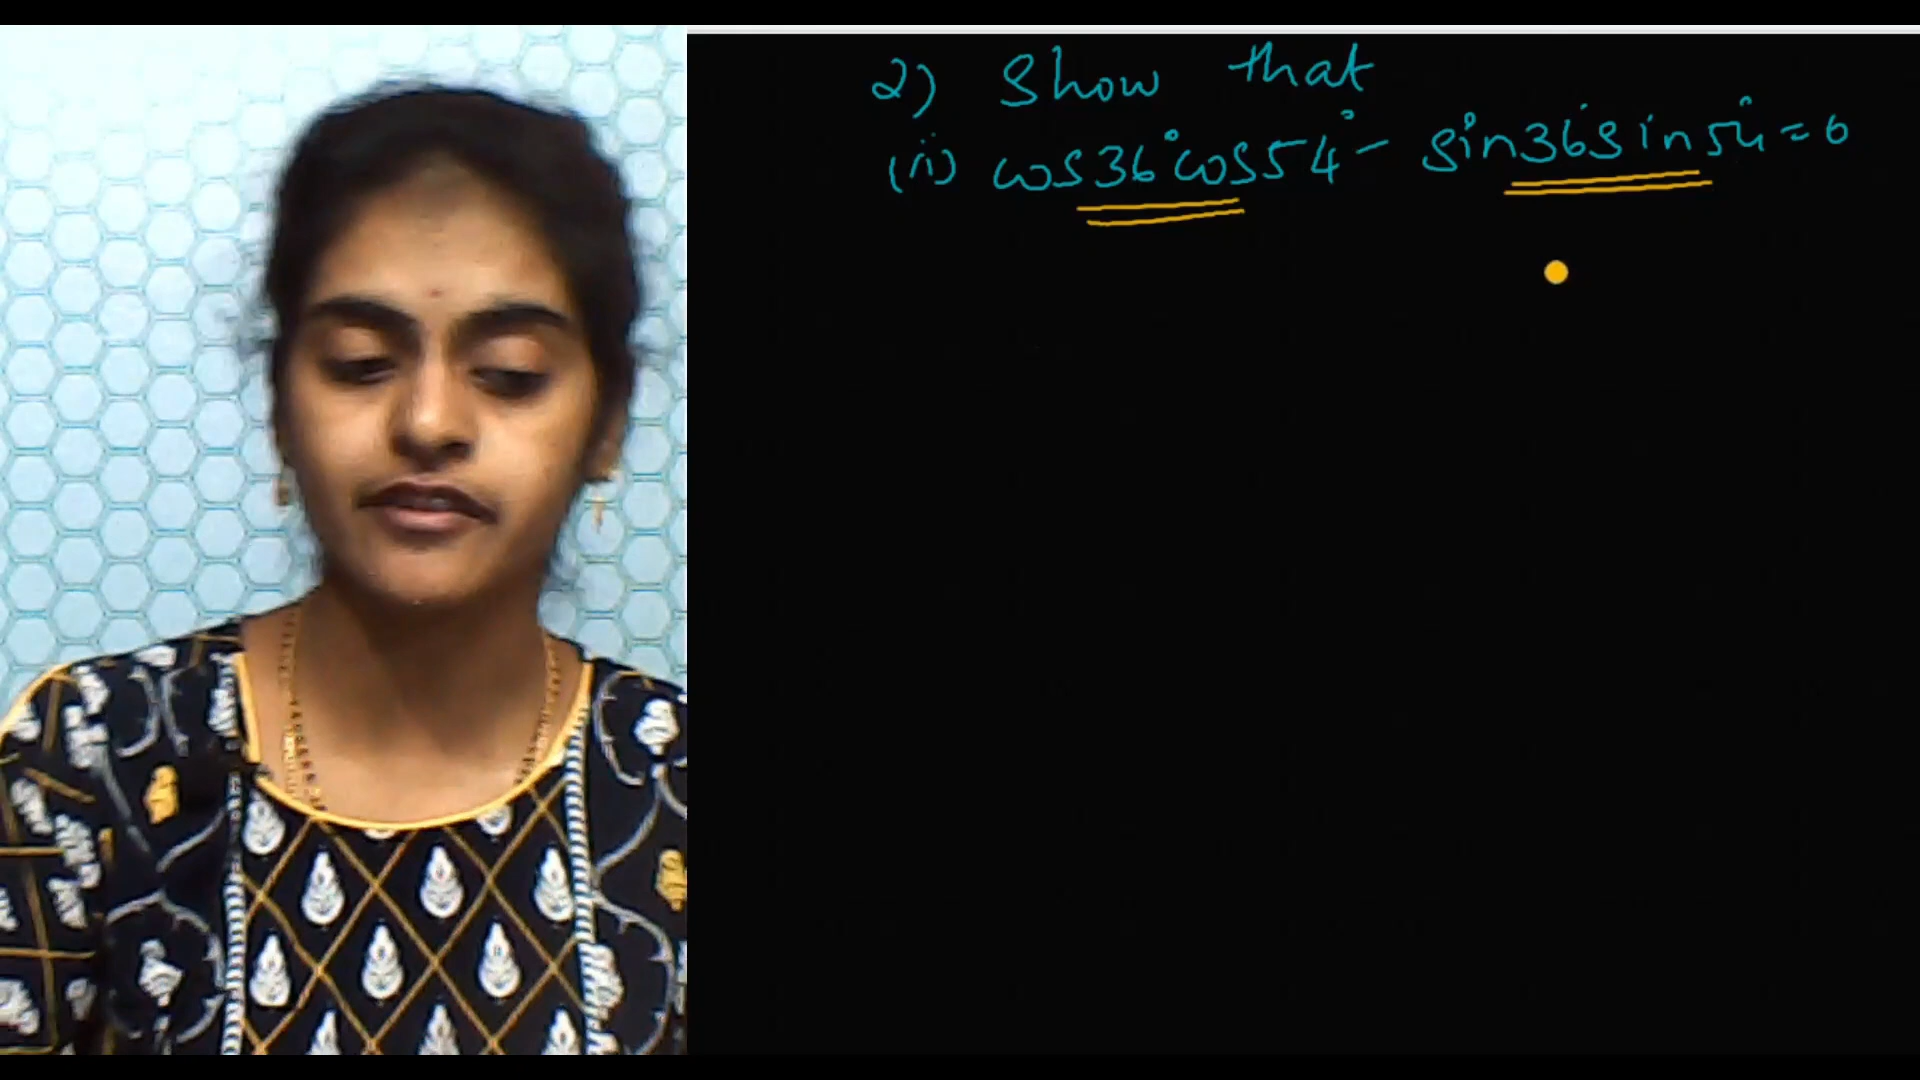 2) Show that
(ii) cos36°cos54° - sin36°sin54° = 0